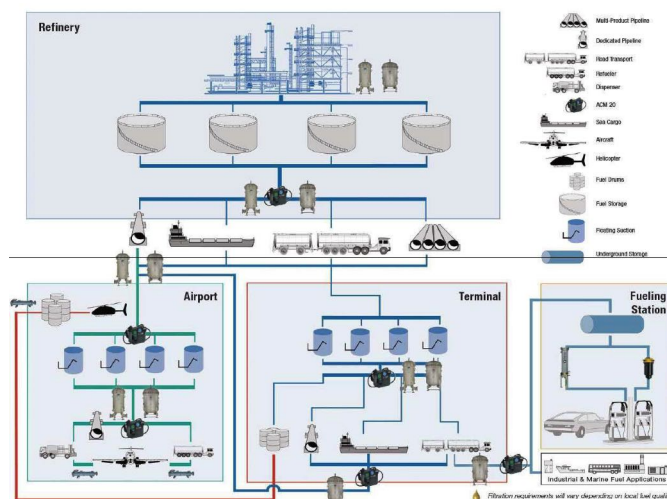 Refinery
Multi-Product Pipeline
Dedicated Pipeline
Road Transport
Refueler
Dispenser
ACM 20
Sea Cargo
Aircraft
Helicopter
Fuel Drums
Fuel Storage
Floating Suction
Underground Storage
Airport
Terminal
Fueling
Station
Industrial & Marine Fuel Applications
Filtration requirements will vary depending on local fuel quality